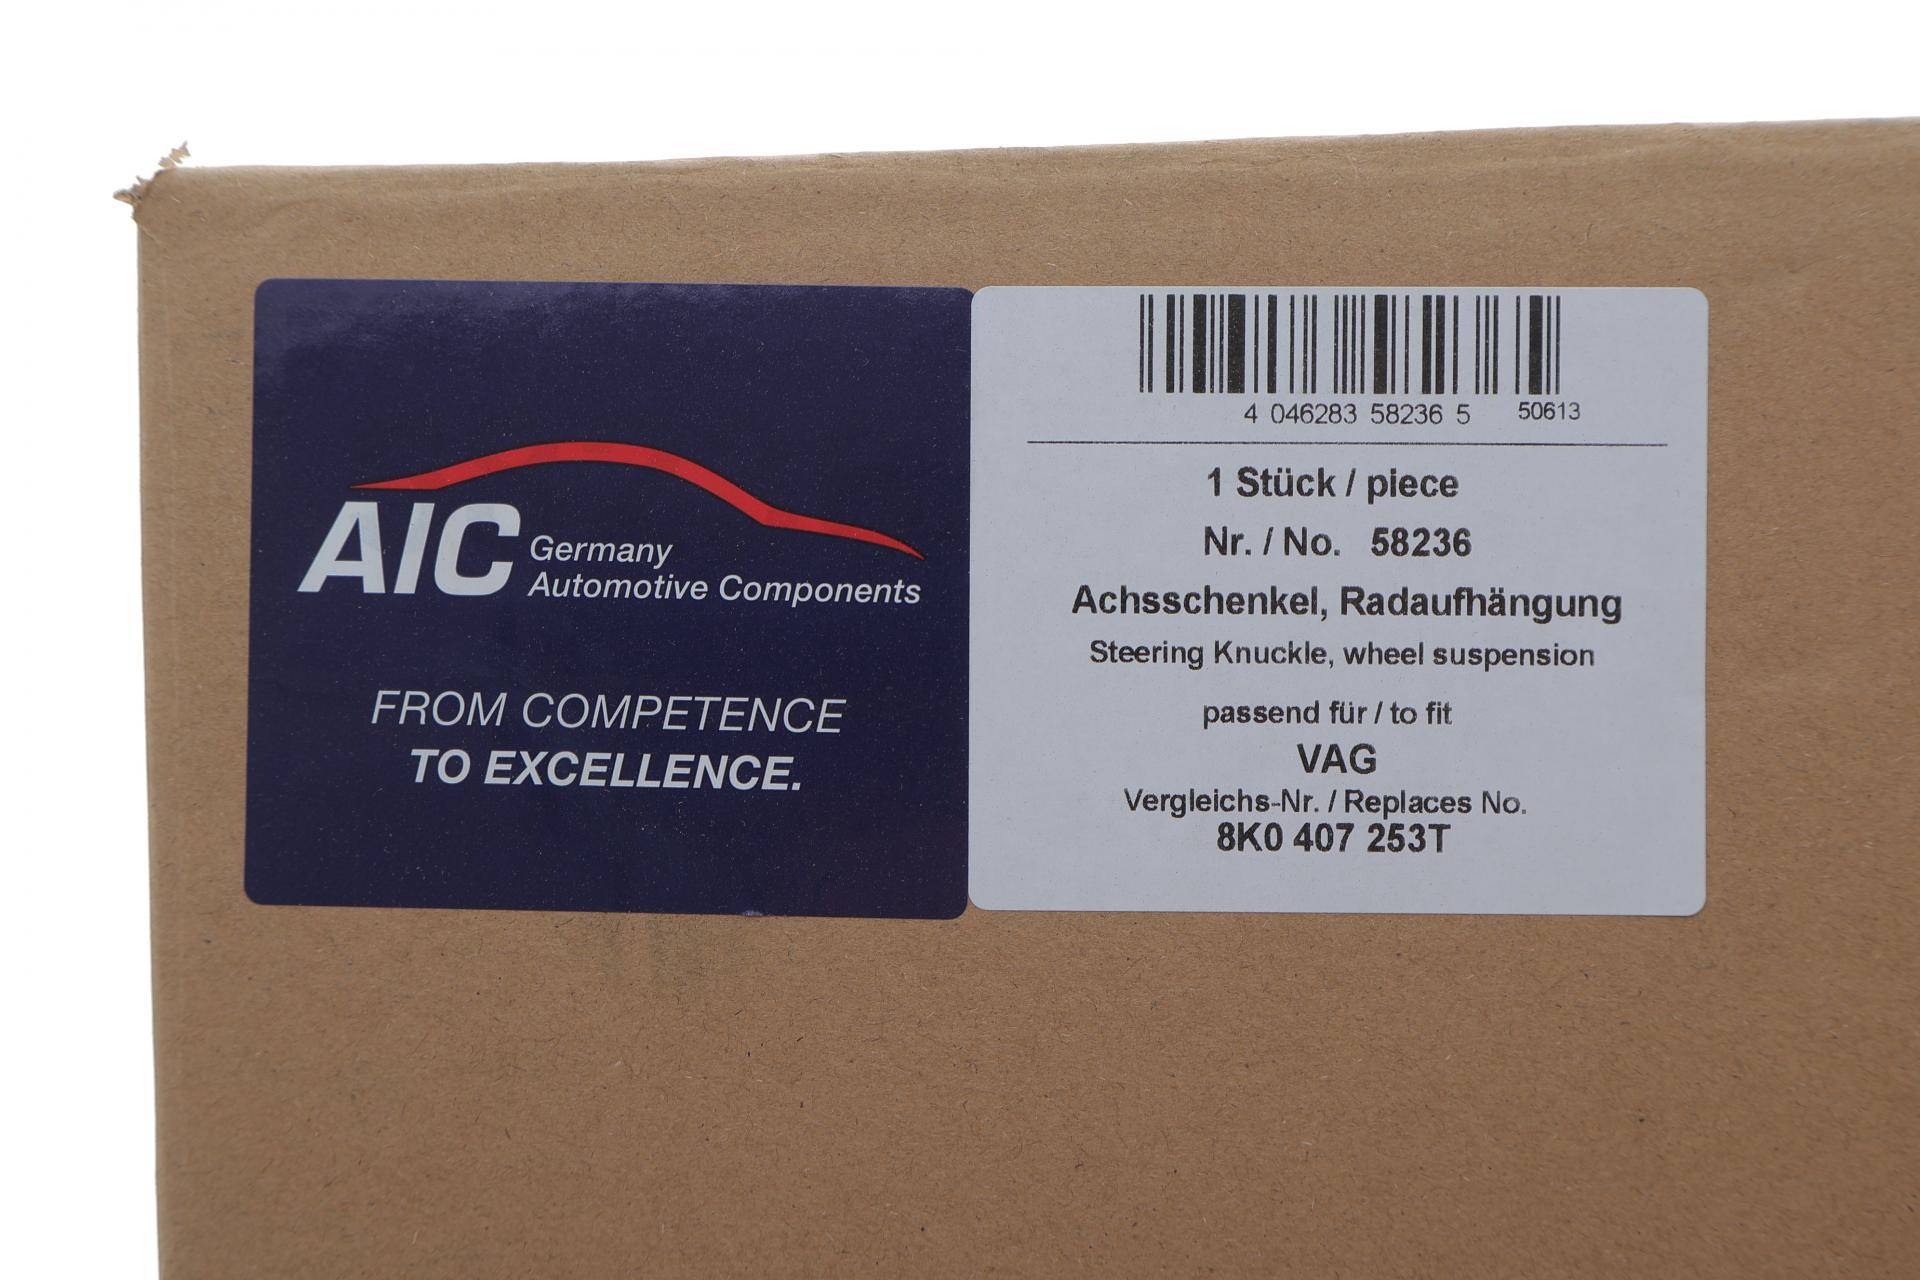 AIC Germany
Automotive Components
FROM COMPETENCE
TO EXCELLENCE.
4 046283 58236 5 50613
1 Stück / piece
Nr. / No. 58236
Achsschenkel, Radaufhängung
Steering Knuckle, wheel suspension
passend für / to fit
VAG
Vergleichs-Nr. / Replaces No.
8K0 407 253T